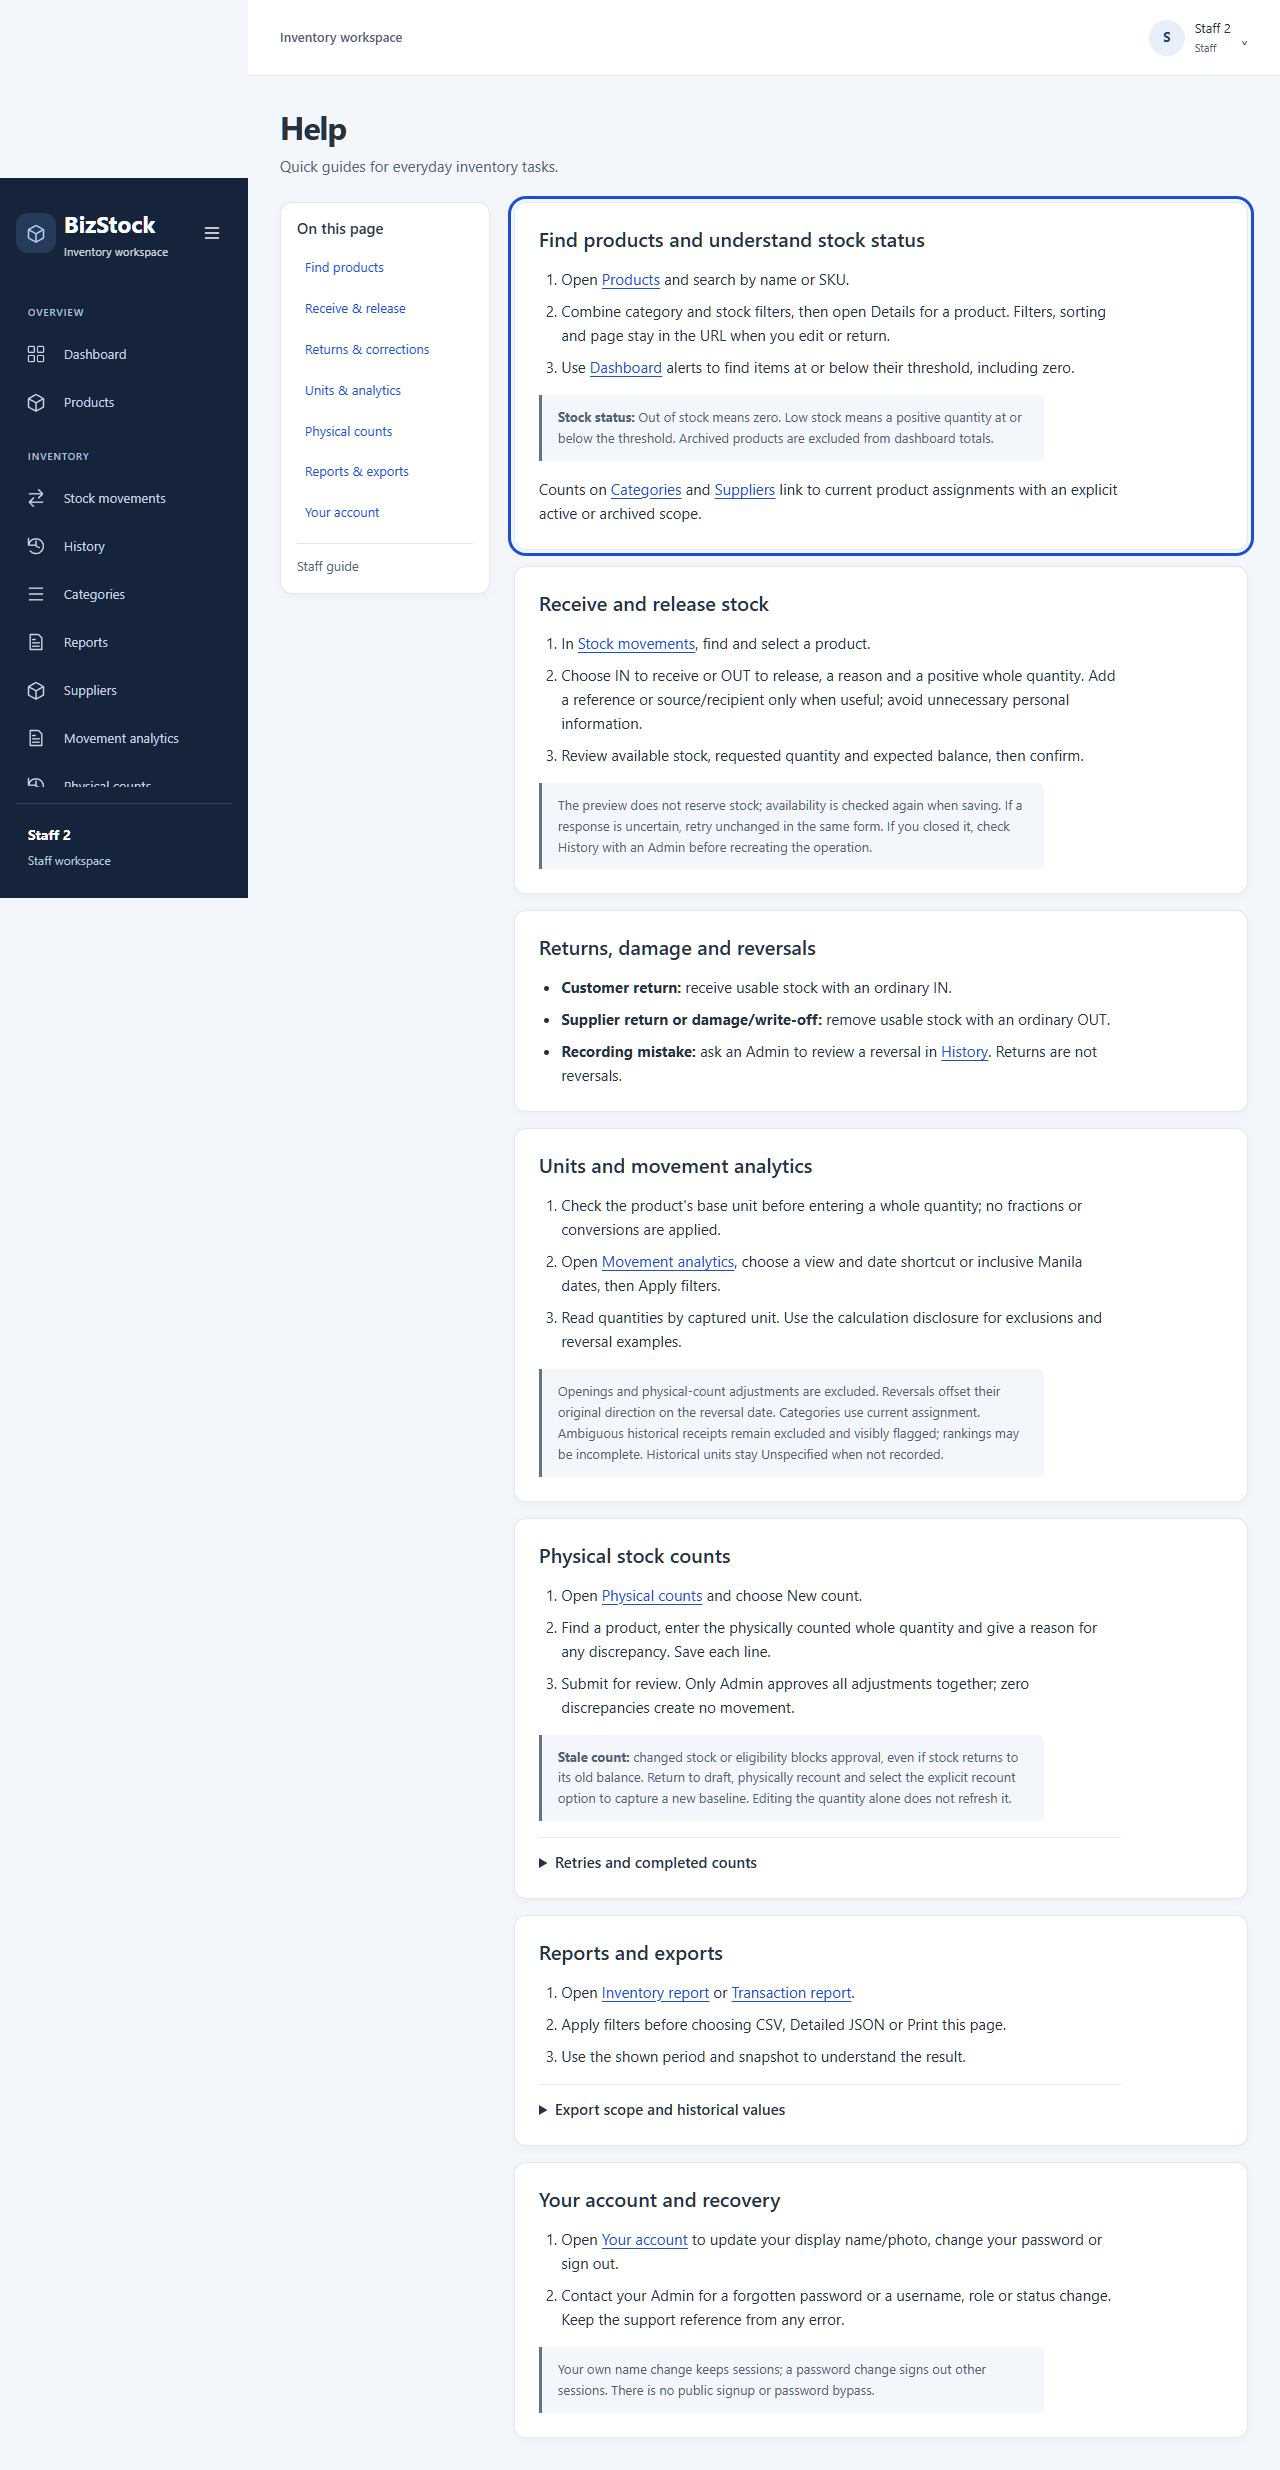 Inventory workspace
S
Staff 2
Staff
Help
Quick guides for everyday inventory tasks.
BizStock
Inventory workspace
OVERVIEW
Dashboard
Products
INVENTORY
Stock movements
History
Categories
Reports
Suppliers
Movement analytics
Physical counts
Staff 2
Staff workspace
On this page
Find products
Receive & release
Returns & corrections
Units & analytics
Physical counts
Reports & exports
Your account
Staff guide
Find products and understand stock status
1. Open Products and search by name or SKU.
2. Combine category and stock filters, then open Details for a product. Filters, sorting
and page stay in the URL when you edit or return.
3. Use Dashboard alerts to find items at or below their threshold, including zero.
Stock status: Out of stock means zero. Low stock means a positive quantity at or
below the threshold. Archived products are excluded from dashboard totals.
Counts on Categories and Suppliers link to current product assignments with an explicit
active or archived scope.
Receive and release stock
1. In Stock movements, find and select a product.
2. Choose IN to receive or OUT to release, a reason and a positive whole quantity. Add
a reference or source/recipient only when useful; avoid unnecessary personal
information.
3. Review available stock, requested quantity and expected balance, then confirm.
The preview does not reserve stock; availability is checked again when saving. If a
response is uncertain, retry unchanged in the same form. If you closed it, check
History with an Admin before recreating the operation.
Returns, damage and reversals
• Customer return: receive usable stock with an ordinary IN.
• Supplier return or damage/write-off: remove usable stock with an ordinary OUT.
• Recording mistake: ask an Admin to review a reversal in History. Returns are not
reversals.
Units and movement analytics
1. Check the product's base unit before entering a whole quantity; no fractions or
conversions are applied.
2. Open Movement analytics, choose a view and date shortcut or inclusive Manila
dates, then Apply filters.
3. Read quantities by captured unit. Use the calculation disclosure for exclusions and
reversal examples.
Openings and physical-count adjustments are excluded. Reversals offset their
original direction on the reversal date. Categories use current assignment.
Ambiguous historical receipts remain excluded and visibly flagged; rankings may
be incomplete. Historical units stay Unspecified when not recorded.
Physical stock counts
1. Open Physical counts and choose New count.
2. Find a product, enter the physically counted whole quantity and give a reason for
any discrepancy. Save each line.
3. Submit for review. Only Admin approves all adjustments together; zero
discrepancies create no movement.
Stale count: changed stock or eligibility blocks approval, even if stock returns to
its old balance. Return to draft, physically recount and select the explicit recount
option to capture a new baseline. Editing the quantity alone does not refresh it.
Retries and completed counts
Reports and exports
1. Open Inventory report or Transaction report.
2. Apply filters before choosing CSV, Detailed JSON or Print this page.
3. Use the shown period and snapshot to understand the result.
Export scope and historical values
Your account and recovery
1. Open Your account to update your display name/photo, change your password or
sign out.
2. Contact your Admin for a forgotten password or a username, role or status change.
Keep the support reference from any error.
Your own name change keeps sessions; a password change signs out other
sessions. There is no public signup or password bypass.